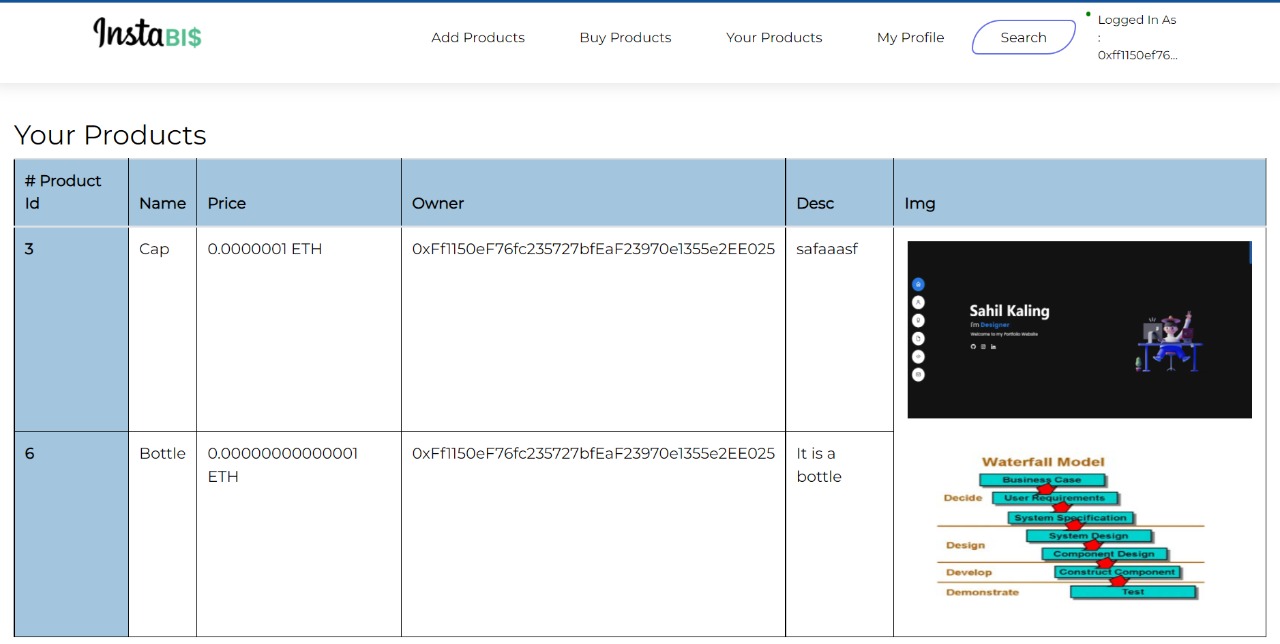 InstaBI$
Add Products
Buy Products
Your Products
My Profile
Search
Logged In As
:
0xff1150ef76...
Your Products
# Product
Id
Name
Price
Owner
Desc
Img
3
Cap
0.0000001 ETH
0xFf1150eF76fc235727bfEaF23970e1355e2EE025
safaaasf
Sahil Kaling
I'm Designer
Welcome to my Portfolio Website
6
Bottle
0.00000000000001
ETH
0xFf1150eF76fc235727bfEaF23970e1355e2EE025
It is a
bottle
Waterfall Model
Business Case
Decide
User Requirements
System Specification
System Design
Design
Component Design
Develop
Construct Component
Demonstrate
Test